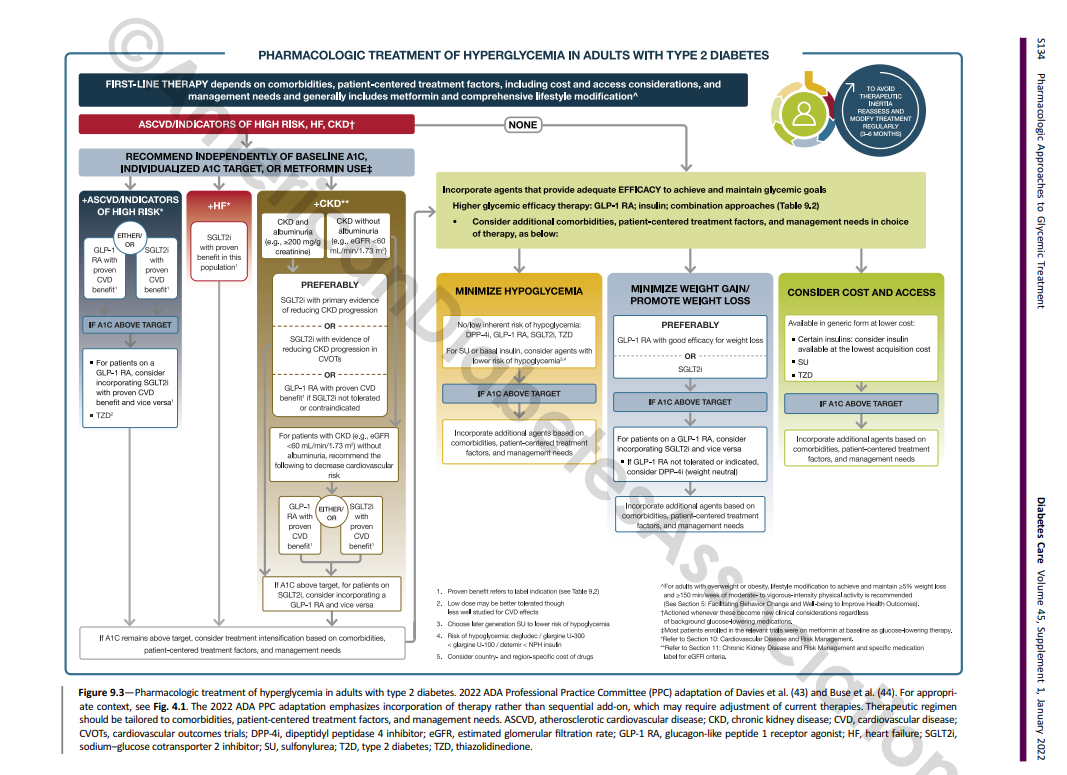 PHARMACOLOGIC TREATMENT OF HYPERGLYCEMIA IN ADULTS WITH TYPE 2 DIABETES
FIRST-LINE THERAPY depends on comorbidities, patient-centered treatment factors, including cost and access considerations, and
management needs and generally includes metformin and comprehensive lifestyle modification^
TO AVOID
THERAPEUTIC
INERTIA
REASSESS AND
MODIFY TREATMENT
REGULARLY
(3–6 MONTHS)
ASCVD/INDICATORS OF HIGH RISK, HF, CKD†
NONE
RECOMMEND INDEPENDENTLY OF BASELINE A1C,
INDIVIDUALIZED A1C TARGET, OR METFORMIN USE‡
+ASCVD/INDICATORS
OF HIGH RISK*
EITHER/
OR
GLP-1
RA with
proven
CVD
benefit¹
SGLT2i
with
proven
CVD
benefit¹
IF A1C ABOVE TARGET
▪ For patients on a
GLP-1 RA, consider
incorporating SGLT2i
with proven CVD
benefit and vice versa¹
▪ TZD²
+HF*
SGLT2i
with proven
benefit in this
population¹
+CKD**
CKD and
albuminuria
(e.g., ≥200 mg/g
creatinine)
CKD without
albuminuria
(e.g., eGFR <60
mL/min/1.73 m²)
PREFERABLY
SGLT2i with primary evidence
of reducing CKD progression
OR
SGLT2i with evidence of
reducing CKD progression in
CVOTs
OR
GLP-1 RA with proven CVD
benefit¹ if SGLT2i not tolerated
or contraindicated
For patients with CKD (e.g., eGFR
<60 mL/min/1.73 m²) without
albuminuria, recommend the
following to decrease cardiovascular
risk
GLP-1
RA with
proven
CVD
benefit¹
EITHER/
OR
SGLT2i
with
proven
CVD
benefit¹
If A1C above target, for patients on
SGLT2i, consider incorporating a
GLP-1 RA and vice versa
If A1C remains above target, consider treatment intensification based on comorbidities,
patient-centered treatment factors, and management needs
Incorporate agents that provide adequate EFFICACY to achieve and maintain glycemic goals
Higher glycemic efficacy therapy: GLP-1 RA; insulin; combination approaches (Table 9.2)
• Consider additional comorbidities, patient-centered treatment factors, and management needs in choice
of therapy, as below:
MINIMIZE HYPOGLYCEMIA
No/low inherent risk of hypoglycemia:
DPP-4i, GLP-1 RA, SGLT2i, TZD
For SU or basal insulin, consider agents with
lower risk of hypoglycemia³,⁴
IF A1C ABOVE TARGET
Incorporate additional agents based on
comorbidities, patient-centered treatment
factors, and management needs
MINIMIZE WEIGHT GAIN/
PROMOTE WEIGHT LOSS
PREFERABLY
GLP-1 RA with good efficacy for weight loss
OR
SGLT2i
IF A1C ABOVE TARGET
For patients on a GLP-1 RA, consider
incorporating SGLT2i and vice versa
▪ If GLP-1 RA not tolerated or indicated,
consider DPP-4i (weight neutral)
Incorporate additional agents based on
comorbidities, patient-centered treatment
factors, and management needs
CONSIDER COST AND ACCESS
Available in generic form at lower cost:
▪ Certain insulins: consider insulin
available at the lowest acquisition cost
▪ SU
▪ TZD
IF A1C ABOVE TARGET
Incorporate additional agents based on
comorbidities, patient-centered treatment
factors, and management needs
1. Proven benefit refers to label indication (see Table 9.2)
2. Low dose may be better tolerated though
less well studied for CVD effects
3. Choose later generation SU to lower risk of hypoglycemia
4. Risk of hypoglycemia: degludec / glargine U-300
< glargine U-100 / detemir < NPH insulin
5. Consider country- and region-specific cost of drugs
^For adults with overweight or obesity, lifestyle modification to achieve and maintain ≥5% weight loss
and ≥150 min/week of moderate- to vigorous-intensity physical activity is recommended
(See Section 5: Facilitating Behavior Change and Well-being to Improve Health Outcomes).
†Actioned whenever these become new clinical considerations regardless
of background glucose-lowering medications.
‡Most patients enrolled in the relevant trials were on metformin at baseline as glucose-lowering therapy.
*Refer to Section 10: Cardiovascular Disease and Risk Management.
**Refer to Section 11: Chronic Kidney Disease and Risk Management and specific medication
label for eGFR criteria.
Figure 9.3—Pharmacologic treatment of hyperglycemia in adults with type 2 diabetes. 2022 ADA Professional Practice Committee (PPC) adaptation of Davies et al. (43) and Buse et al. (44). For appropri-
ate context, see Fig. 4.1. The 2022 ADA PPC adaptation emphasizes incorporation of therapy rather than sequential add-on, which may require adjustment of current therapies. Therapeutic regimen
should be tailored to comorbidities, patient-centered treatment factors, and management needs. ASCVD, atherosclerotic cardiovascular disease; CKD, chronic kidney disease; CVD, cardiovascular disease;
CVOTs, cardiovascular outcomes trials; DPP-4i, dipeptidyl peptidase 4 inhibitor; eGFR, estimated glomerular filtration rate; GLP-1 RA, glucagon-like peptide 1 receptor agonist; HF, heart failure; SGLT2i,
sodium–glucose cotransporter 2 inhibitor; SU, sulfonylurea; T2D, type 2 diabetes; TZD, thiazolidinedione.
S134 Pharmacologic Approaches to Glycemic Treatment
Diabetes Care Volume 45, Supplement 1, January 2022
©AmericanDiabetesAssociation